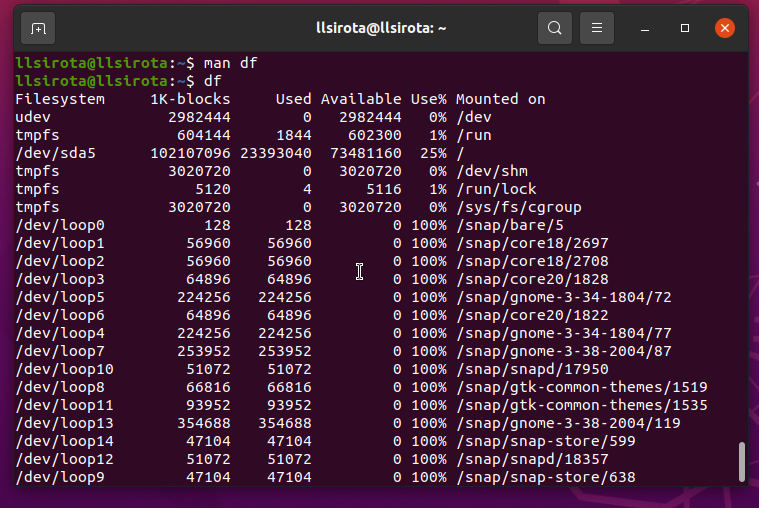 llsirota@llsirota: ~
llsirota@llsirota:~$ man df
llsirota@llsirota:~$ df
Filesystem     1K-blocks     Used Available Use% Mounted on
udev             2982444        0   2982444   0% /dev
tmpfs             604144     1844    602300   1% /run
/dev/sda5      102107096 23393040  73481160  25% /
tmpfs            3020720        0   3020720   0% /dev/shm
tmpfs               5120        4      5116   1% /run/lock
tmpfs            3020720        0   3020720   0% /sys/fs/cgroup
/dev/loop0           128      128         0 100% /snap/bare/5
/dev/loop1         56960    56960         0 100% /snap/core18/2697
/dev/loop2         56960    56960         0 100% /snap/core18/2708
/dev/loop3         64896    64896         0 100% /snap/core20/1828
/dev/loop5        224256   224256         0 100% /snap/gnome-3-34-1804/72
/dev/loop6         64896    64896         0 100% /snap/core20/1822
/dev/loop4        224256   224256         0 100% /snap/gnome-3-34-1804/77
/dev/loop7        253952   253952         0 100% /snap/gnome-3-38-2004/87
/dev/loop10        51072    51072         0 100% /snap/snapd/17950
/dev/loop8         66816    66816         0 100% /snap/gtk-common-themes/1519
/dev/loop11        93952    93952         0 100% /snap/gtk-common-themes/1535
/dev/loop13       354688   354688         0 100% /snap/gnome-3-38-2004/119
/dev/loop14        47104    47104         0 100% /snap/snap-store/599
/dev/loop12        51072    51072         0 100% /snap/snapd/18357
/dev/loop9         47104    47104         0 100% /snap/snap-store/638